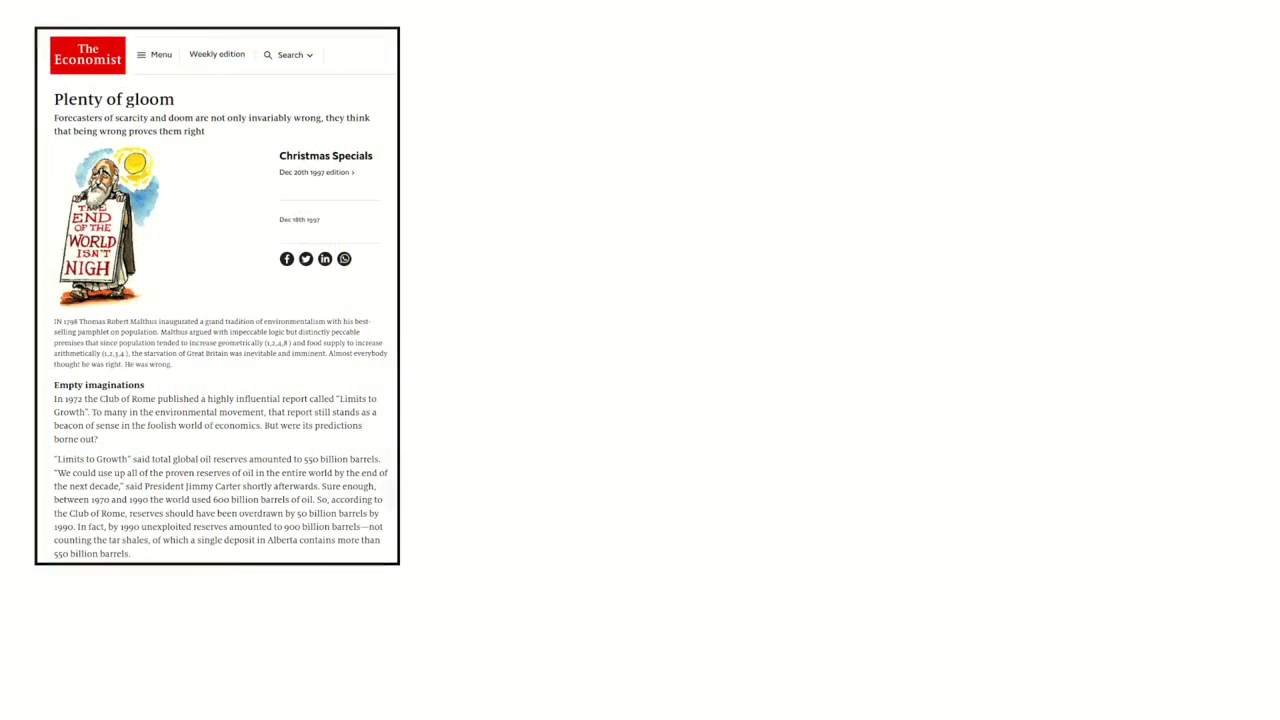 The
Economist
Menu
Weekly edition
Search
Plenty of gloom
Forecasters of scarcity and doom are not only invariably wrong, they think
that being wrong proves them right
THE
END
OF THE
WORLD
ISN'T
NIGH
Christmas Specials
Dec 20th 1997 edition ›
Dec 18th 1997
IN 1798 Thomas Robert Malthus inaugurated a grand tradition of environmentalism with his best-
selling pamphlet on population. Malthus argued with impeccable logic but distinctly peccable
premises that since population tended to increase geometrically (1,2,4,8 ) and food supply to increase
arithmetically (1,2,3,4 ), the starvation of Great Britain was inevitable and imminent. Almost everybody
thought he was right. He was wrong.
Empty imaginations
In 1972 the Club of Rome published a highly influential report called “Limits to
Growth”. To many in the environmental movement, that report still stands as a
beacon of sense in the foolish world of economics. But were its predictions
borne out?
“Limits to Growth” said total global oil reserves amounted to 550 billion barrels.
“We could use up all of the proven reserves of oil in the entire world by the end of
the next decade,” said President Jimmy Carter shortly afterwards. Sure enough,
between 1970 and 1990 the world used 600 billion barrels of oil. So, according to
the Club of Rome, reserves should have been overdrawn by 50 billion barrels by
1990. In fact, by 1990 unexploited reserves amounted to 900 billion barrels—not
counting the tar shales, of which a single deposit in Alberta contains more than
550 billion barrels.